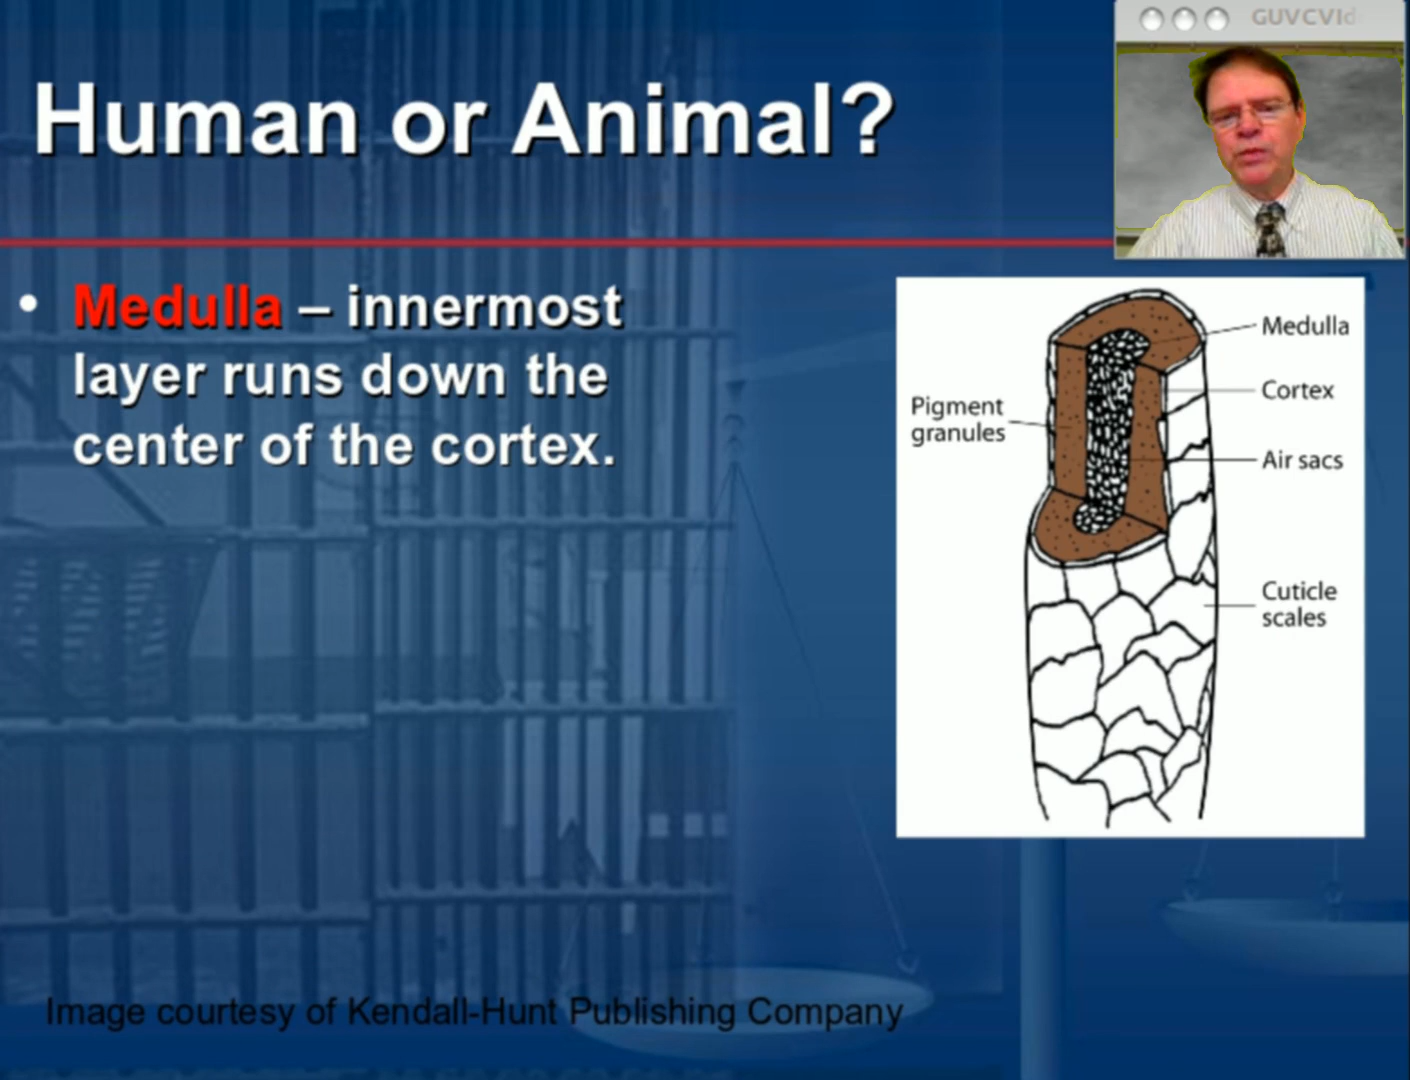 GUVCVId
Human or Animal?
• Medulla – innermost
layer runs down the
center of the cortex.
Medulla
Cortex
Pigment
granules
Air sacs
Cuticle
scales
Image courtesy of Kendall-Hunt Publishing Company